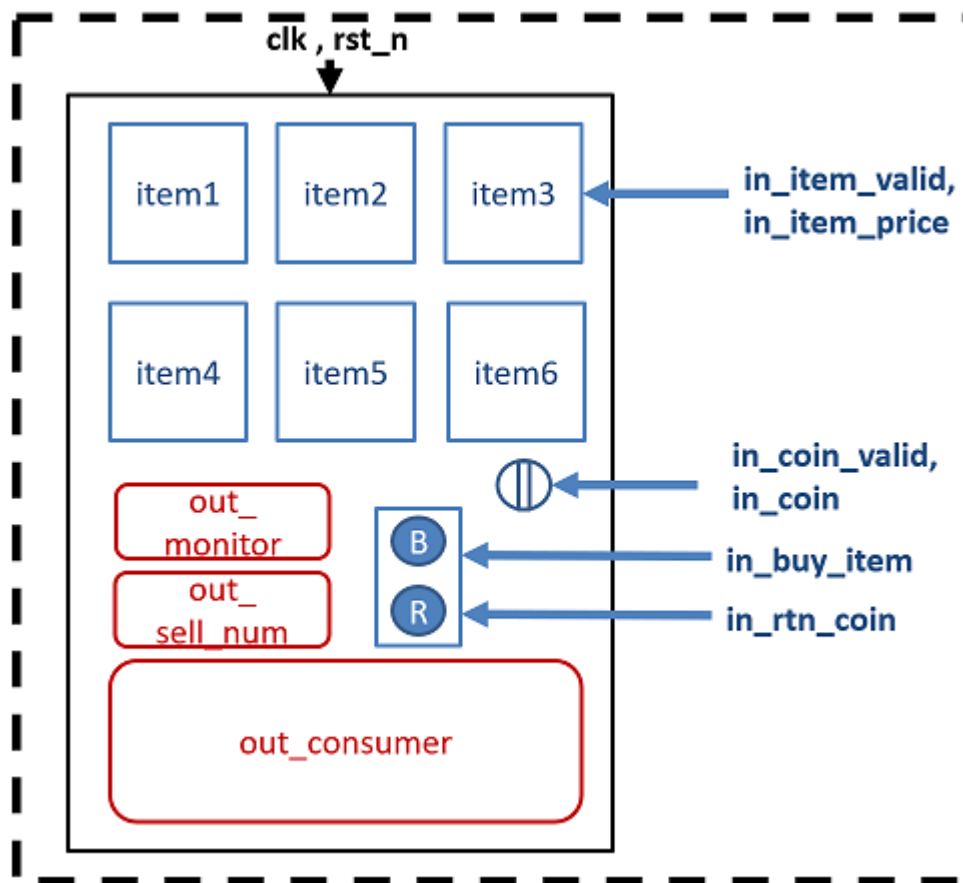 clk , rst_n
item1
item2
item3
in_item_valid,
in_item_price
item4
item5
item6
in_coin_valid,
in_coin
out_
monitor
B
in_buy_item
out_
sell_num
R
in_rtn_coin
out_consumer